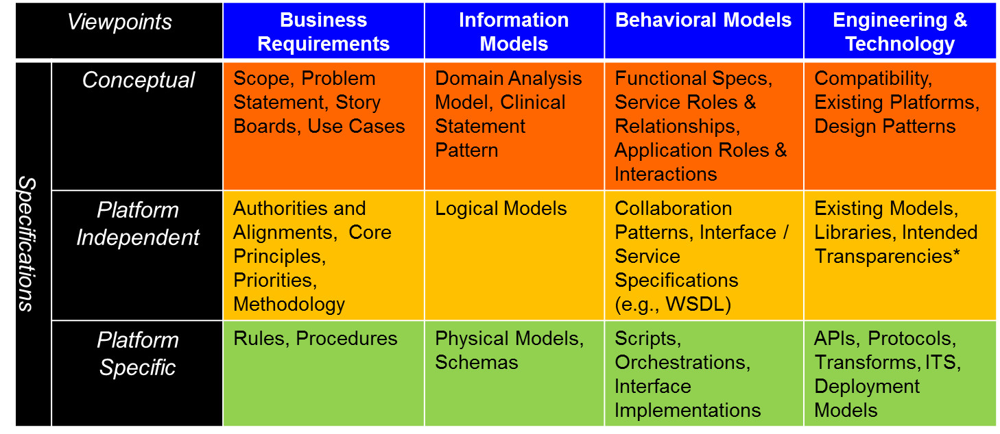 Viewpoints
Business
Requirements
Information
Models
Behavioral Models
Engineering &
Technology
Specifications
Conceptual
Scope, Problem
Statement, Story
Boards, Use Cases
Domain Analysis
Model, Clinical
Statement
Pattern
Functional Specs,
Service Roles &
Relationships,
Application Roles &
Interactions
Compatibility,
Existing Platforms,
Design Patterns
Platform
Independent
Authorities and
Alignments, Core
Principles,
Priorities,
Methodology
Logical Models
Collaboration
Patterns, Interface /
Service
Specifications
(e.g., WSDL)
Existing Models,
Libraries, Intended
Transparencies*
Platform
Specific
Rules, Procedures
Physical Models,
Schemas
Scripts,
Orchestrations,
Interface
Implementations
APIs, Protocols,
Transforms, ITS,
Deployment
Models